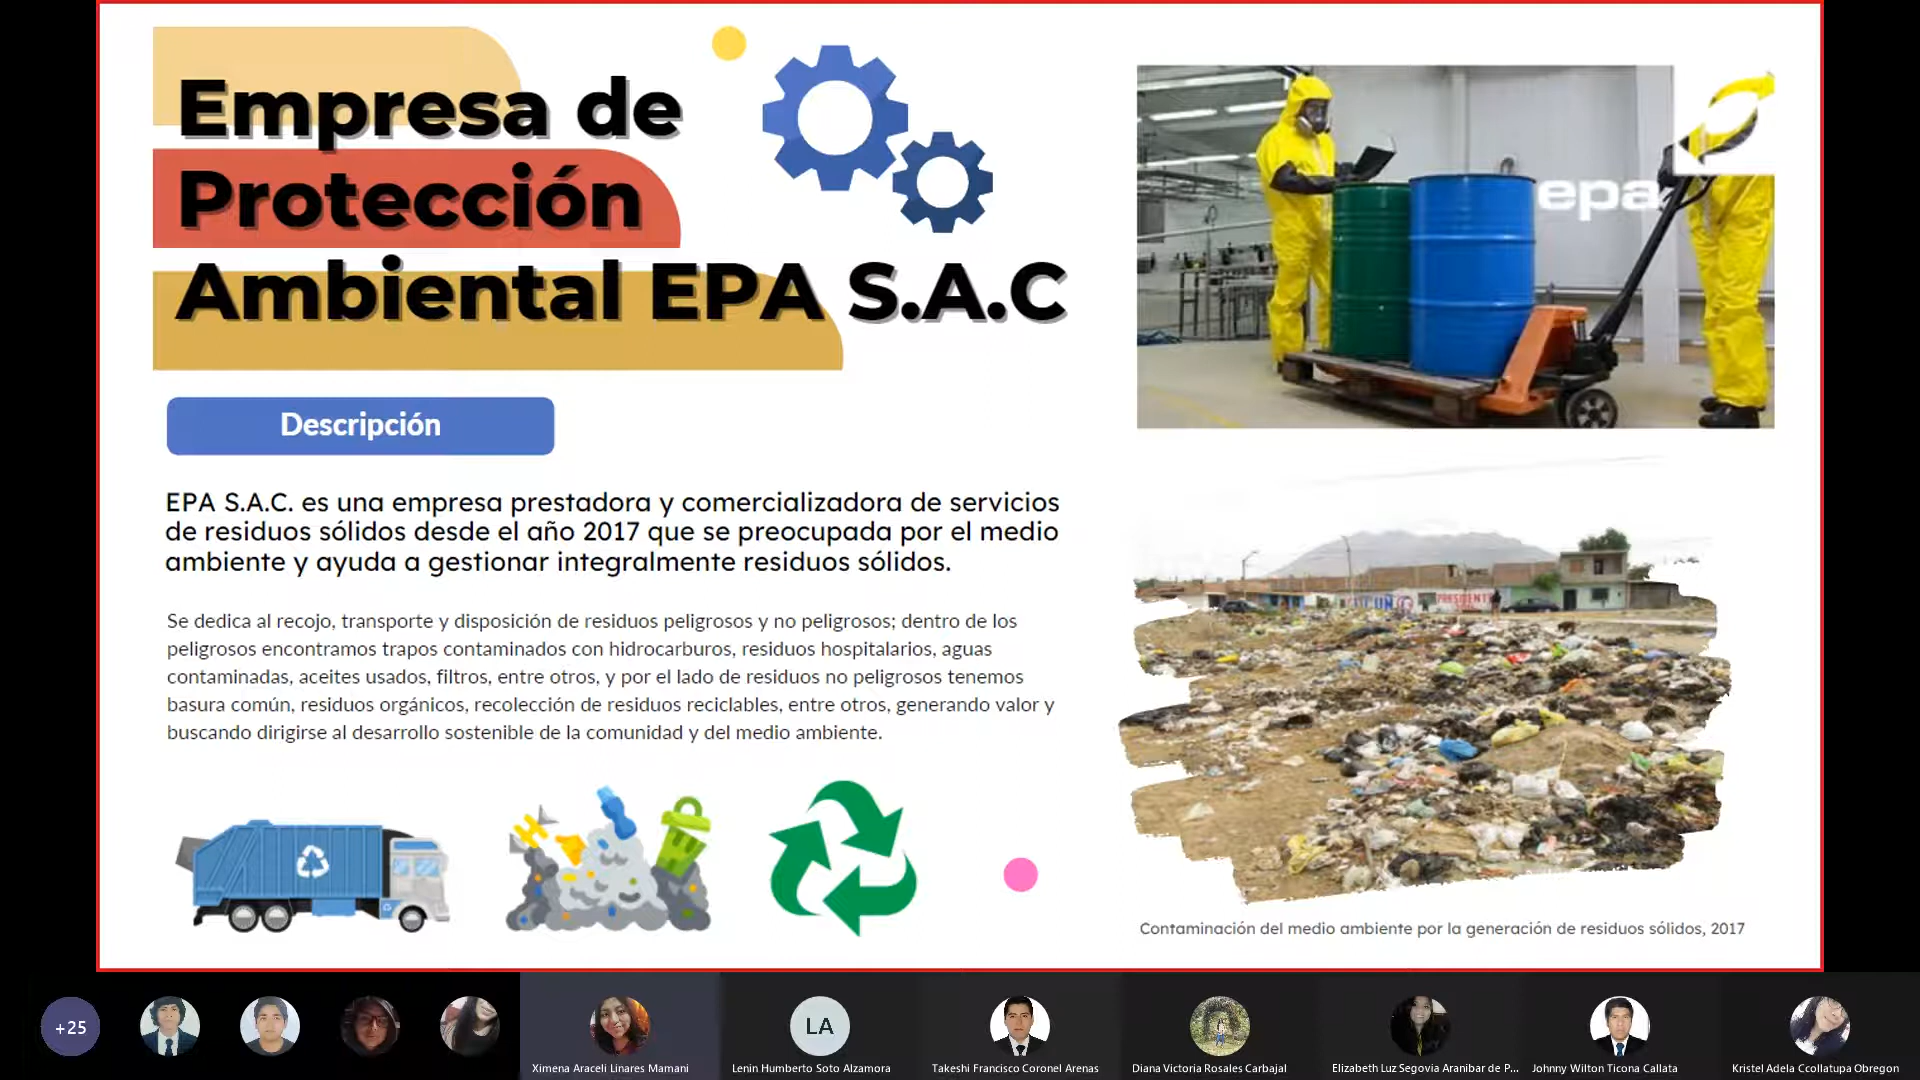 Empresa de
Protección
Ambiental EPA S.A.C
Descripción
EPA S.A.C. es una empresa prestadora y comercializadora de servicios
de residuos sólidos desde el año 2017 que se preocupada por el medio
ambiente y ayuda a gestionar integralmente residuos sólidos.
Se dedica al recojo, transporte y disposición de residuos peligrosos y no peligrosos; dentro de los
peligrosos encontramos trapos contaminados con hidrocarburos, residuos hospitalarios, aguas
contaminadas, aceites usados, filtros, entre otros, y por el lado de residuos no peligrosos tenemos
basura común, residuos orgánicos, recolección de residuos reciclables, entre otros, generando valor y
buscando dirigirse al desarrollo sostenible de la comunidad y del medio ambiente.
epa
PRESIDENTE
Contaminación del medio ambiente por la generación de residuos sólidos, 2017
+25
Ximena Araceli Linares Mamani
LA
Lenin Humberto Soto Alzamora
Takeshi Francisco Coronel Arenas
Diana Victoria Rosales Carbajal
Elizabeth Luz Segovia Aranibar de P...
Johnny Wilton Ticona Callata
Kristel Adela Ccollatupa Obregon